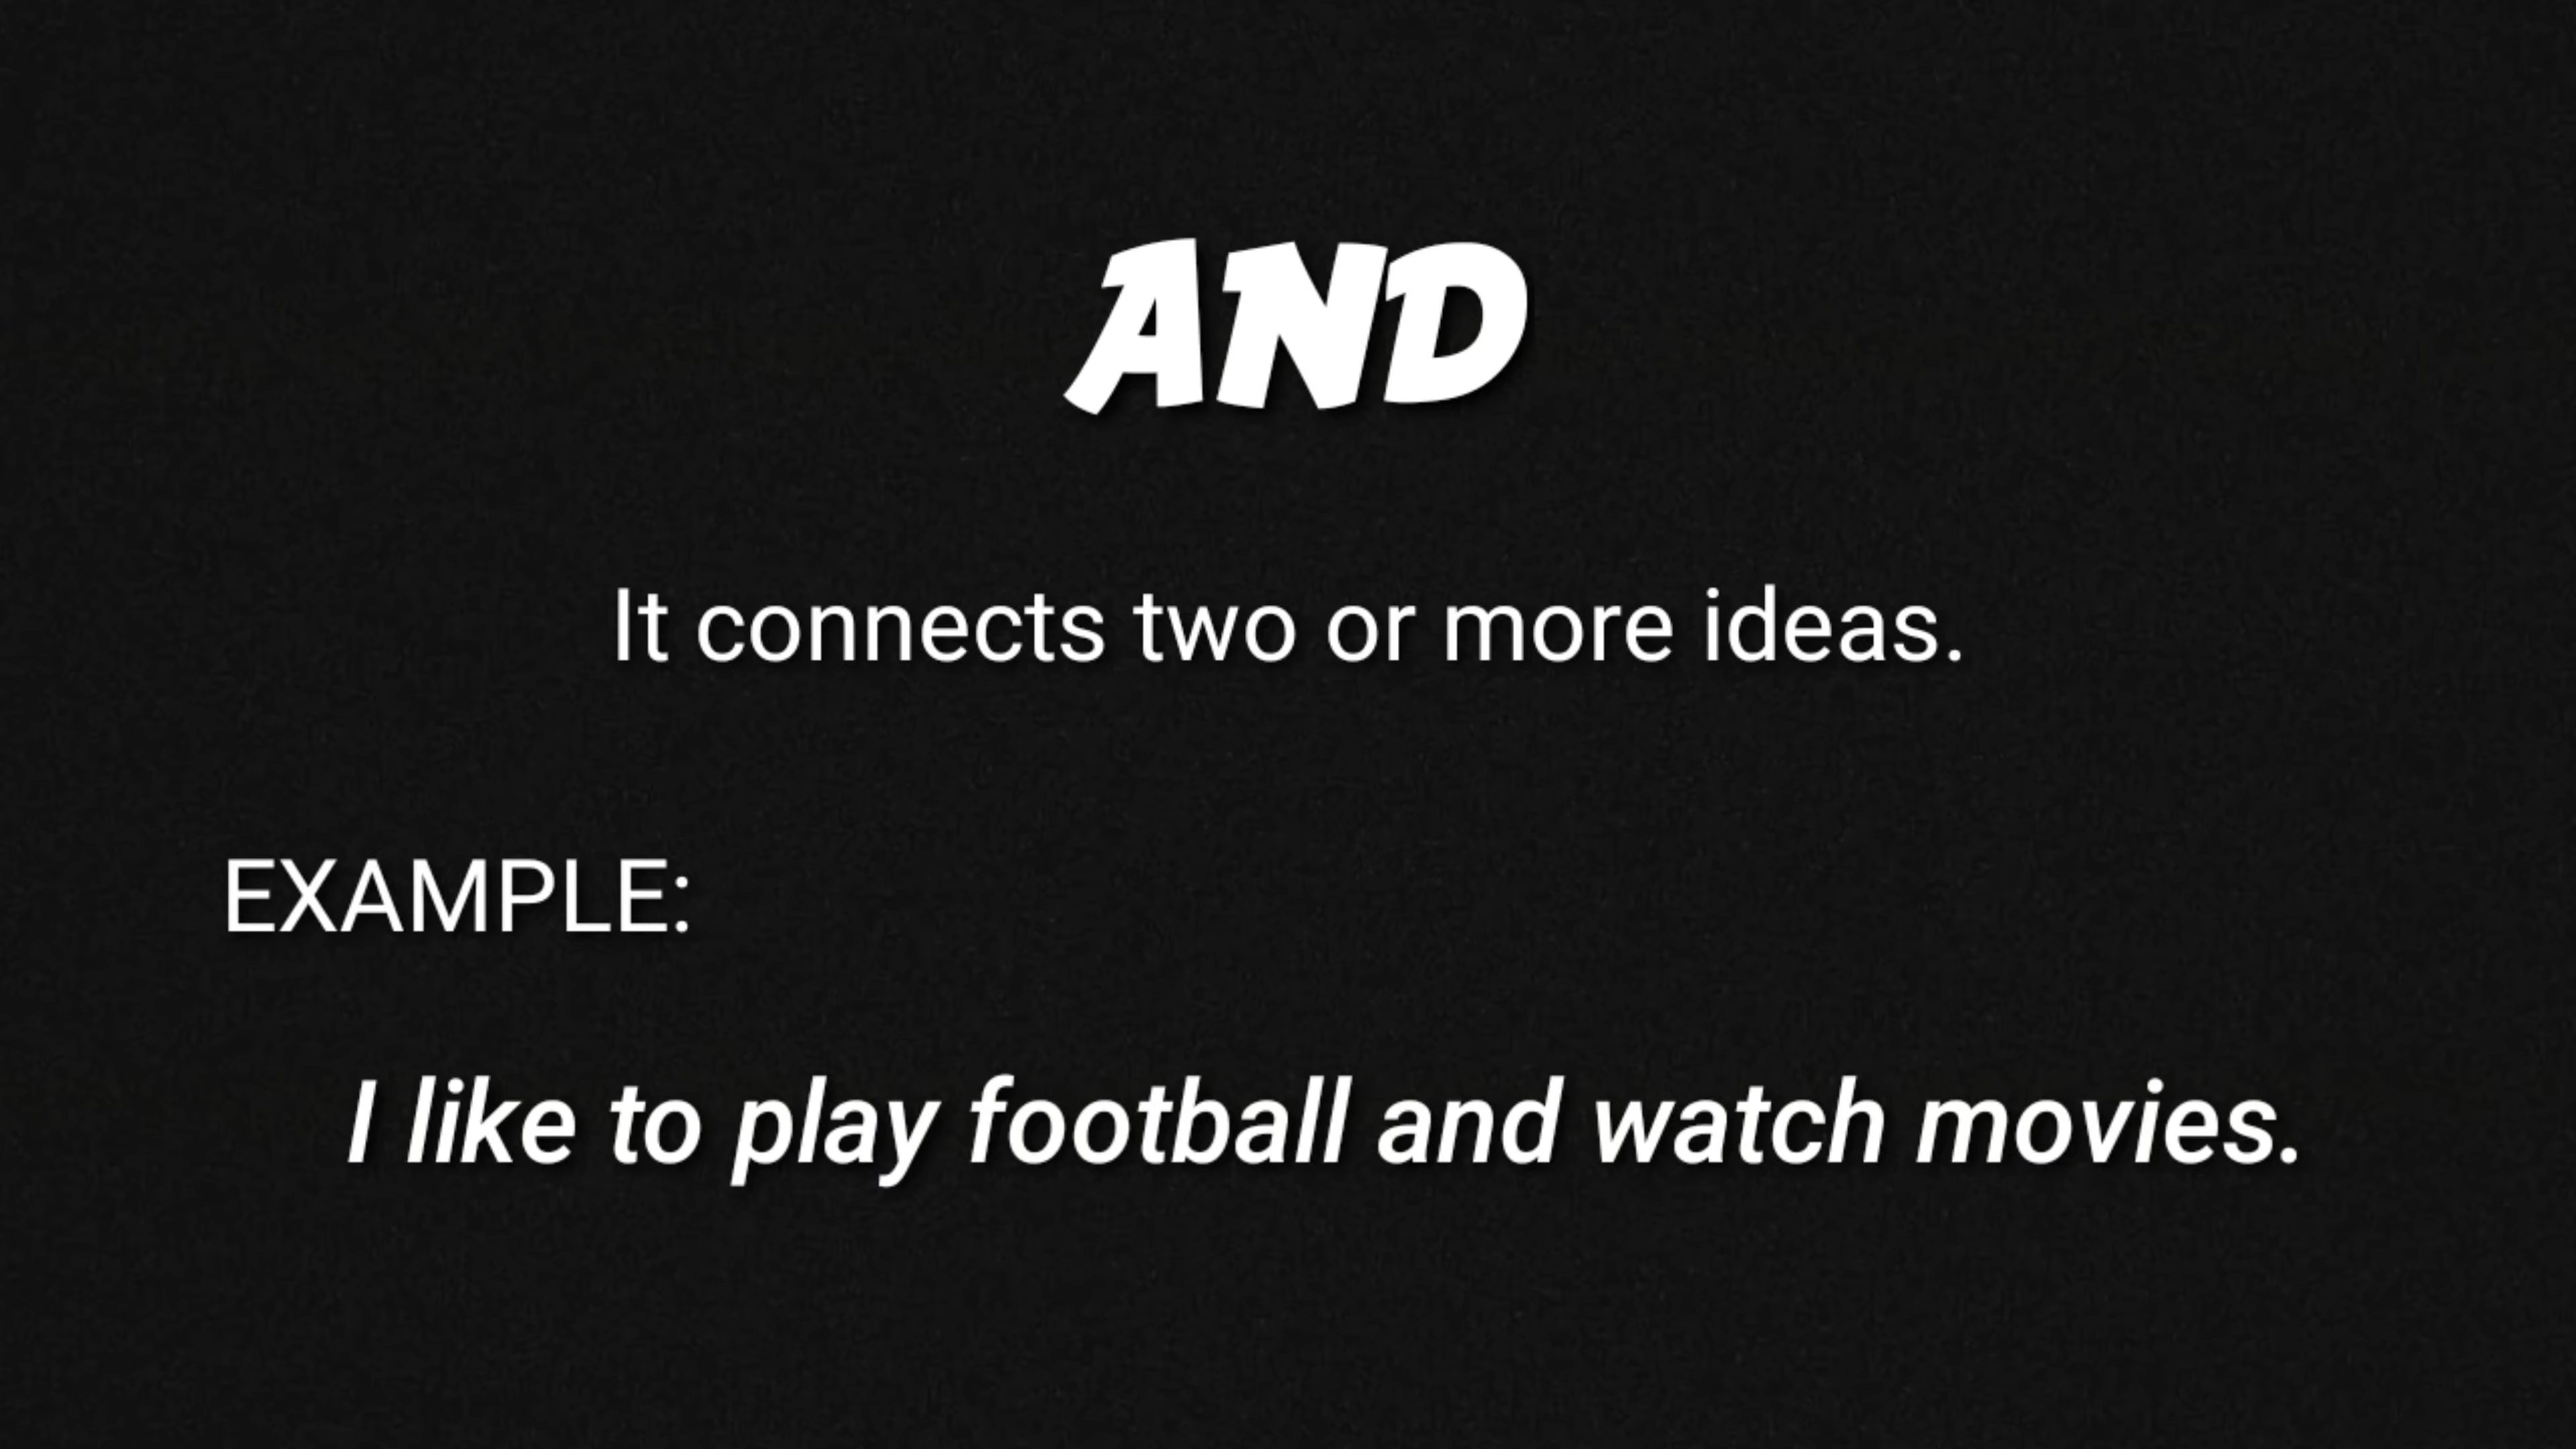 AND
It connects two or more ideas.
EXAMPLE:
I like to play football and watch movies.